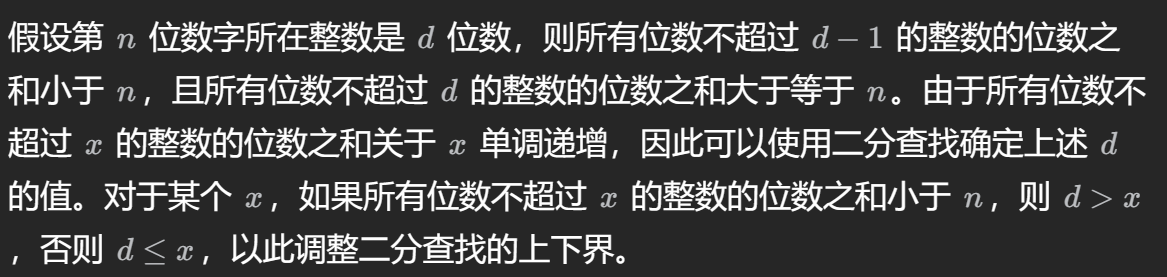 假设第 n 位数字所在整数是 d 位数，则所有位数不超过 d − 1 的整数的位数之
和小于 n，且所有位数不超过 d 的整数的位数之和大于等于 n。由于所有位数不
超过 x 的整数的位数之和关于 x 单调递增，因此可以使用二分查找确定上述 d
的值。对于某个 x，如果所有位数不超过 x 的整数的位数之和小于 n，则 d > x
，否则 d ≤ x，以此调整二分查找的上下界。